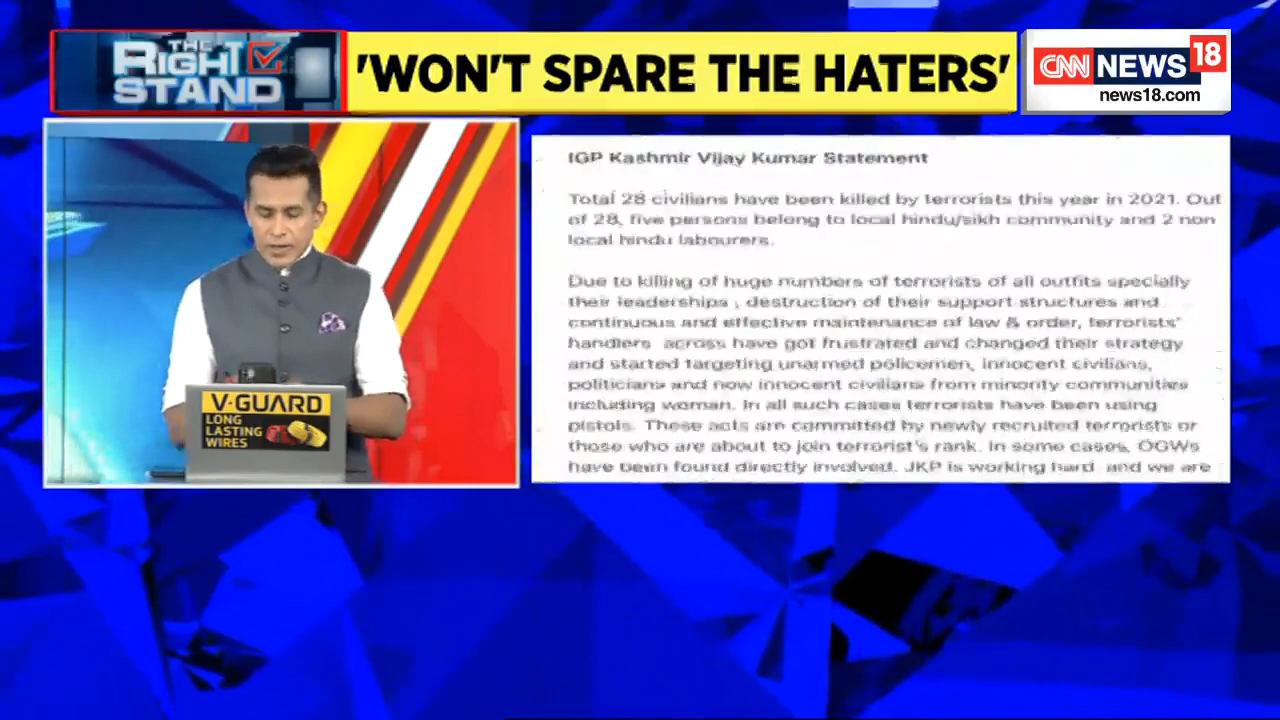 THE
RIGHT
STAND
'WON'T SPARE THE HATERS'
CNN NEWS 18
news18.com
IGP Kashmir Vijay Kumar Statement
Total 28 civilians have been killed by terrorists this year in 2021. Out
of 28, five persons belong to local hindu/sikh community and 2 non
local hindu labourers.
Due to killing of huge numbers of terrorists of all outfits specially
their leaderships , destruction of their support structures and
continuous and effective maintenance of law & order, terrorists'
handlers across have got frustrated and changed their strategy
and started targeting unarmed policemen, innocent civilians,
politicians and now innocent civilians from minority communities
including woman. In all such cases terrorists have been using
pistols. These acts are committed by newly recruited terrorists or
those who are about to join terrorist's rank. In some cases, OGWs
have been found directly involved. JKP is working hard and we are
V-GUARD
LONG
LASTING
WIRES